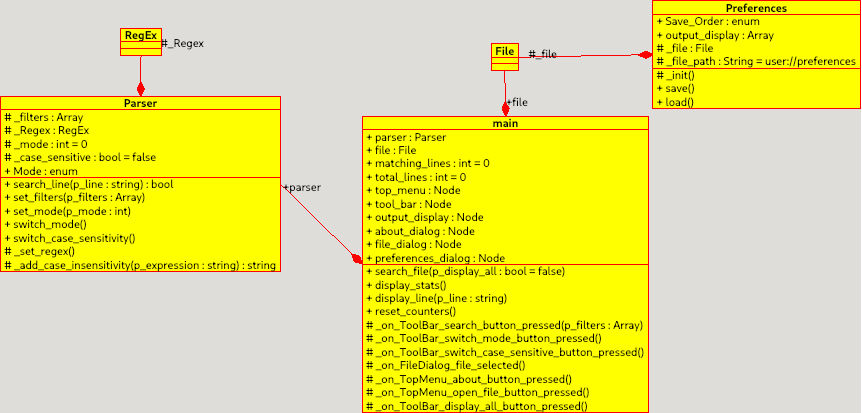 RegEx
#_Regex
Parser
# _filters : Array
# _Regex : RegEx
# _mode : int = 0
# _case_sensitive : bool = false
+ Mode : enum
+ search_line(p_line : string) : bool
+ set_filters(p_filters : Array)
+ set_mode(p_mode : int)
+ switch_mode()
+ switch_case_sensitivity()
# _set_regex()
# _add_case_insensitivity(p_expression : string) : string
+parser
File
#_file
+file
Preferences
+ Save_Order : enum
+ output_display : Array
# _file : File
# _file_path : String = user://preferences
# _init()
+ save()
+ load()
main
+ parser : Parser
+ file : File
+ matching_lines : int = 0
+ total_lines : int = 0
+ top_menu : Node
+ tool_bar : Node
+ output_display : Node
+ about_dialog : Node
+ file_dialog : Node
+ preferences_dialog : Node
+ search_file(p_display_all : bool = false)
+ display_stats()
+ display_line(p_line : string)
+ reset_counters()
# _on_ToolBar_search_button_pressed(p_filters : Array)
# _on_ToolBar_switch_mode_button_pressed()
# _on_ToolBar_switch_case_sensitive_button_pressed()
# _on_FileDialog_file_selected()
# _on_TopMenu_about_button_pressed()
# _on_TopMenu_open_file_button_pressed()
# _on_ToolBar_display_all_button_pressed()